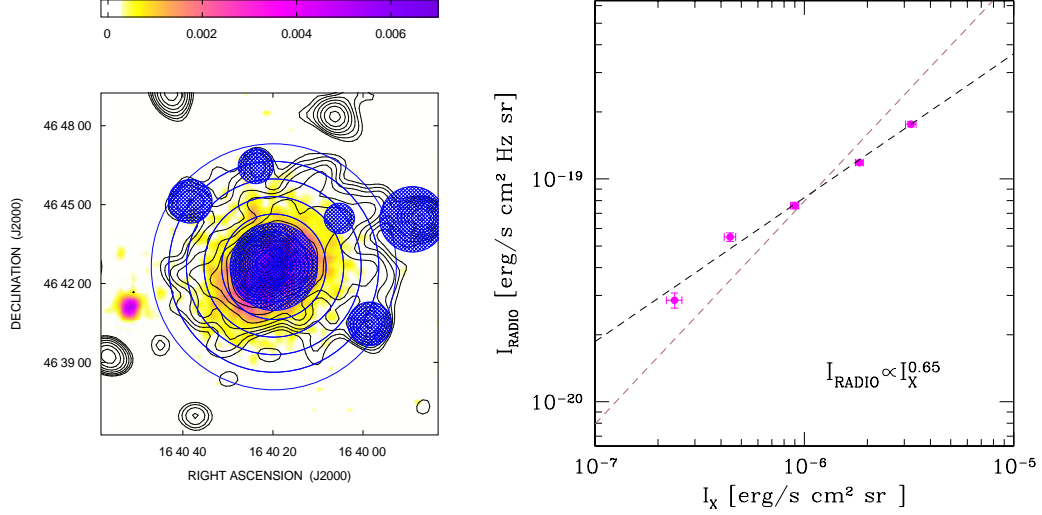 0 0.002 0.004 0.006
46 48 00
46 45 00
46 42 00
46 39 00
DECLINATION (J2000)
16 40 40 16 40 20 16 40 00
RIGHT ASCENSION (J2000)
I_RADIO [erg/s cm² Hz sr]
10⁻¹⁹
10⁻²⁰
I_RADIO∝I_X^0.65
10⁻⁷ 10⁻⁶ 10⁻⁵
I_X [erg/s cm² sr ]